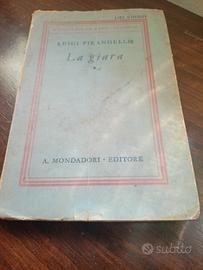 LUIGI PIRANDELLO
La giara
A. MONDADORI - EDITORE
subito